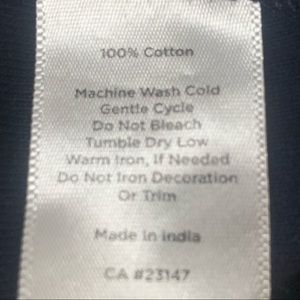 100% Cotton
Machine Wash Cold
Gentle Cycle
Do Not Bleach
Tumble Dry Low
Warm Iron, If Needed
Do Not Iron Decoration
Or Trim
Made in India
CA #23147